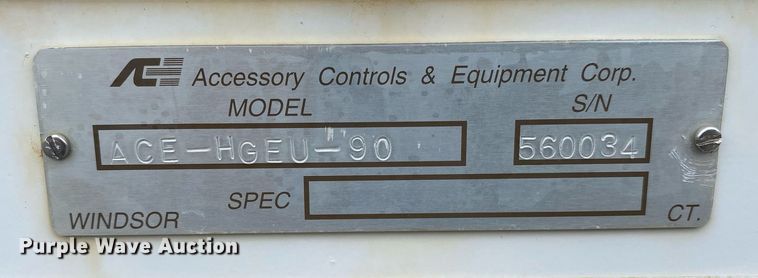 ACE Accessory Controls & Equipment Corp.
MODEL S/N
ACE-HGEU-90 560034
SPEC
WINDSOR CT.
Purple Wave Auction